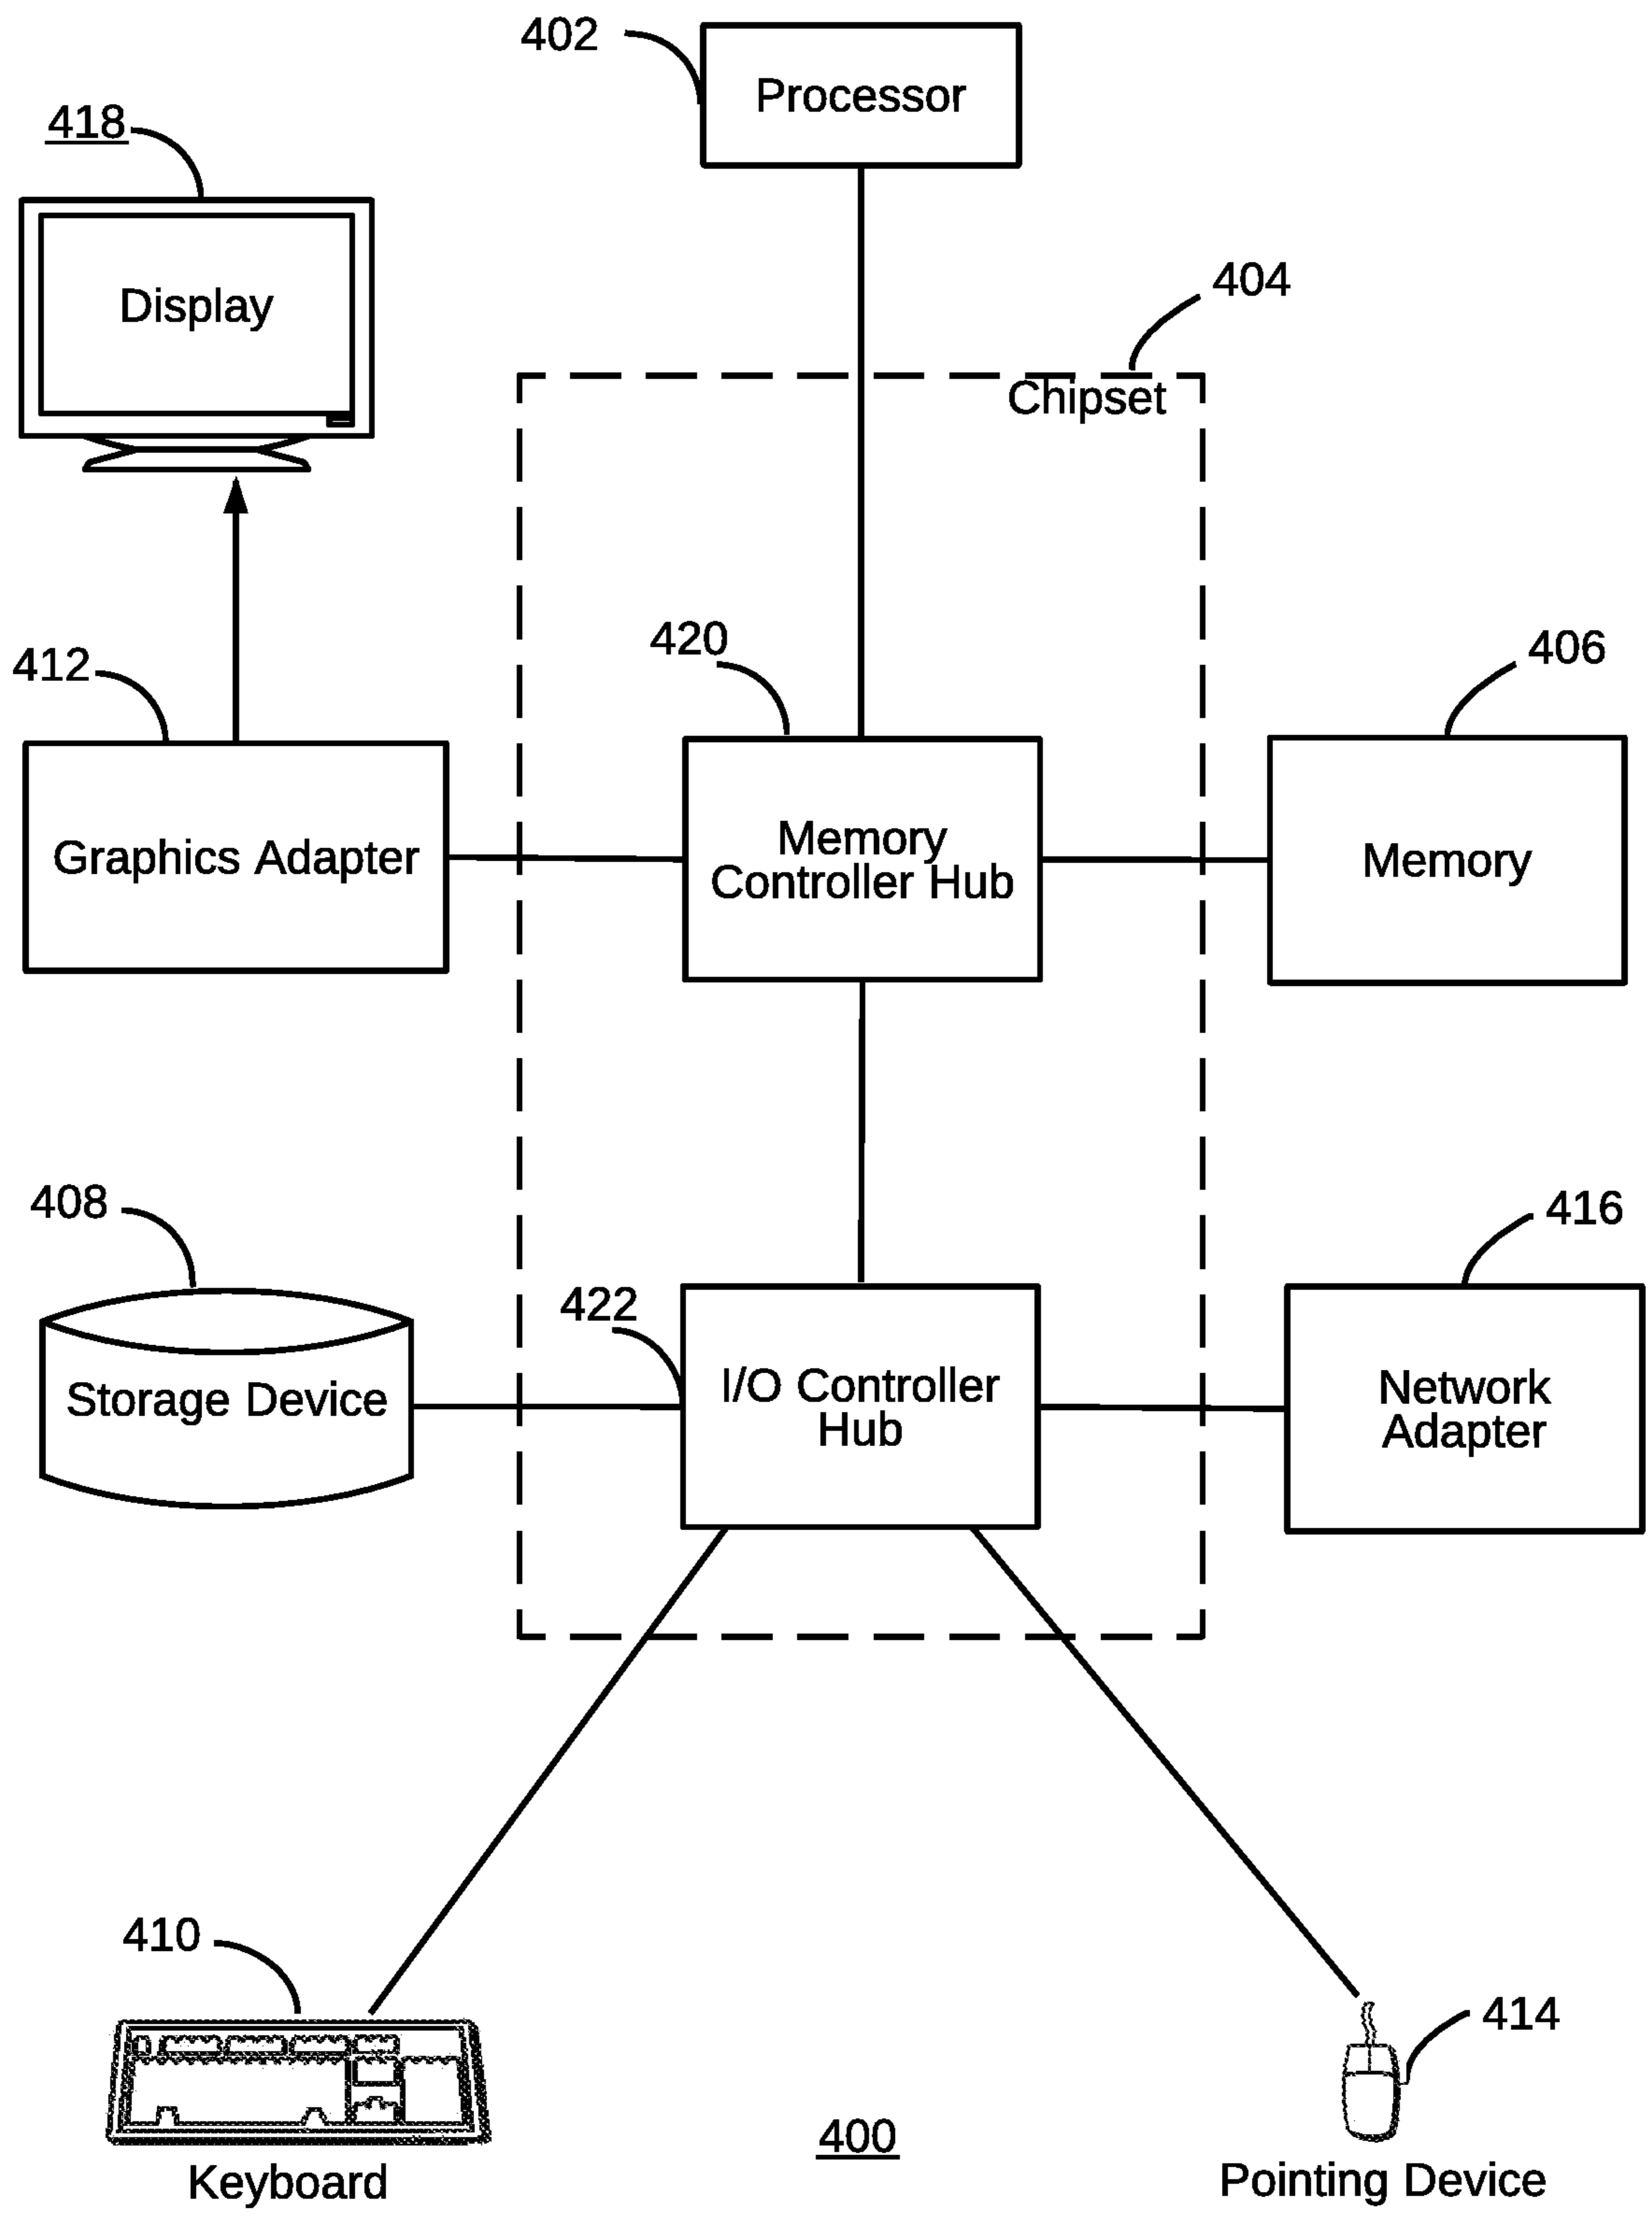 402
Processor
418
Display
404
Chipset
420
406
412
Memory
Controller Hub
Graphics Adapter
Memory
408
416
422
I/O Controller
Hub
Storage Device
Network
Adapter
410
414
400
Keyboard
Pointing Device